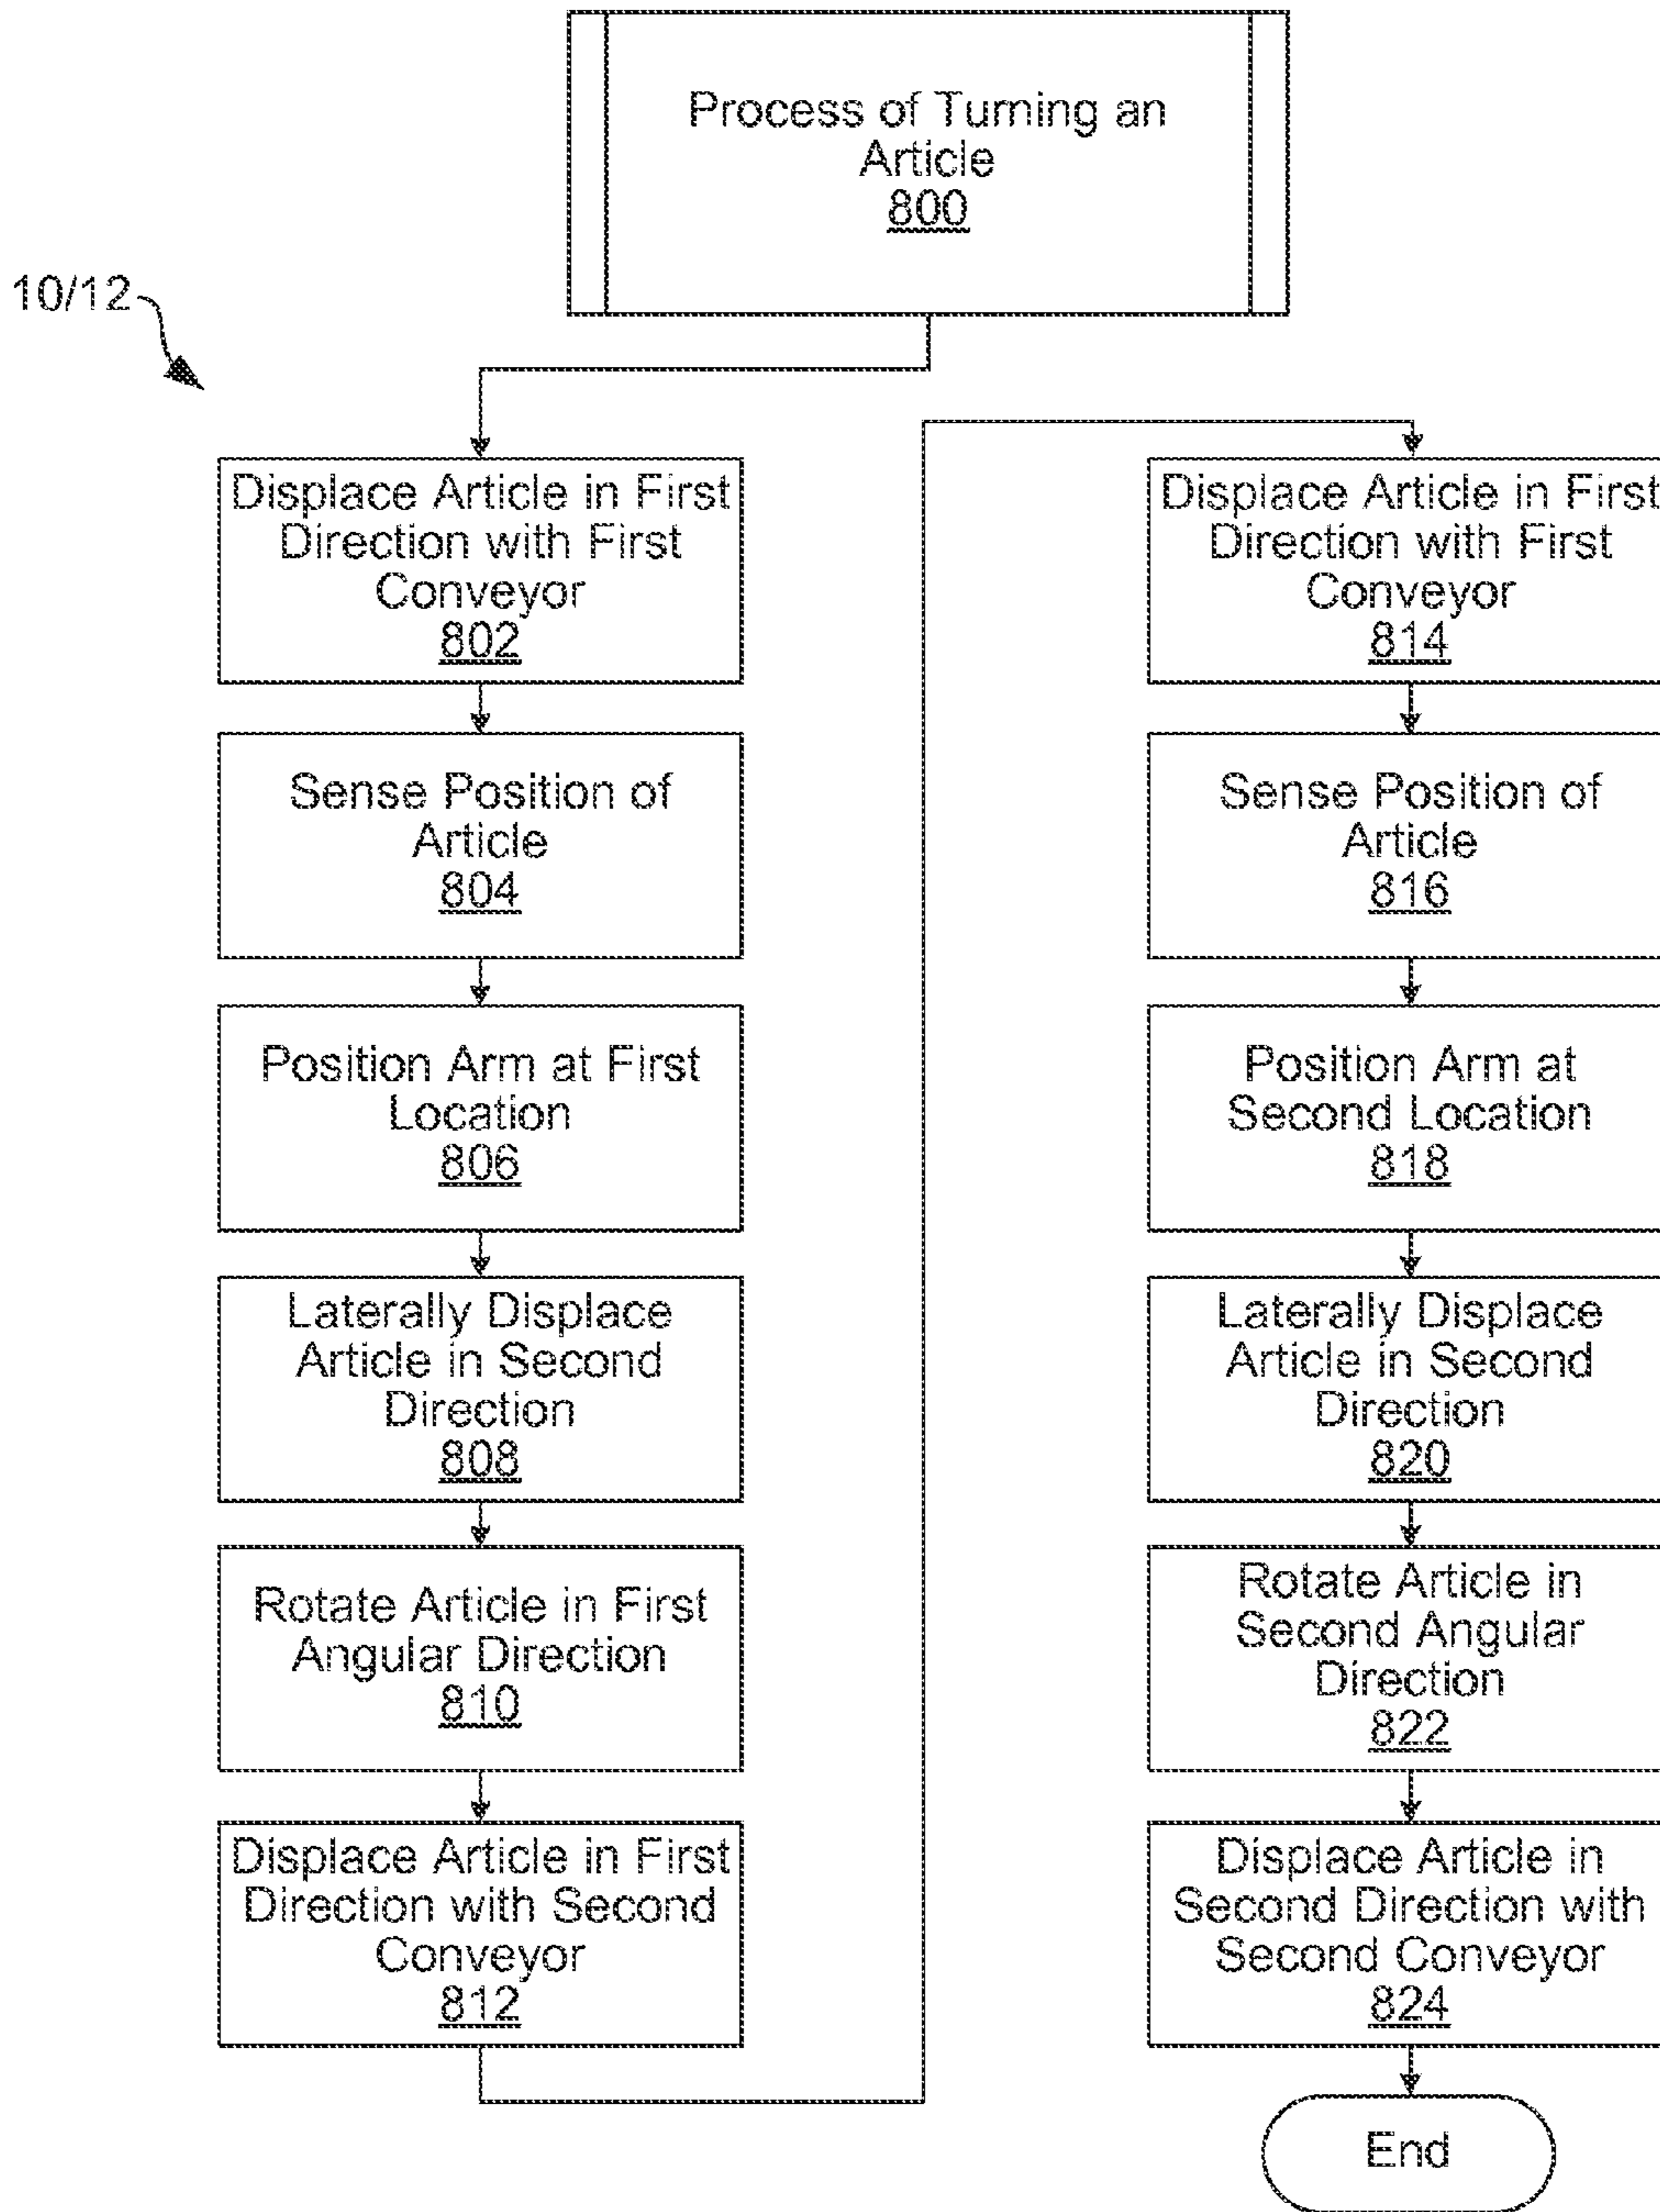 Process of Turning an
Article
800
10/12
Displace Article in First
Direction with First
Conveyor
802
Sense Position of
Article
804
Position Arm at First
Location
806
Laterally Displace
Article in Second
Direction
808
Rotate Article in First
Angular Direction
810
Displace Article in First
Direction with Second
Conveyor
812
Displace Article in First
Direction with First
Conveyor
814
Sense Position of
Article
816
Position Arm at
Second Location
818
Laterally Displace
Article in Second
Direction
820
Rotate Article in
Second Angular
Direction
822
Displace Article in
Second Direction with
Second Conveyor
824
End